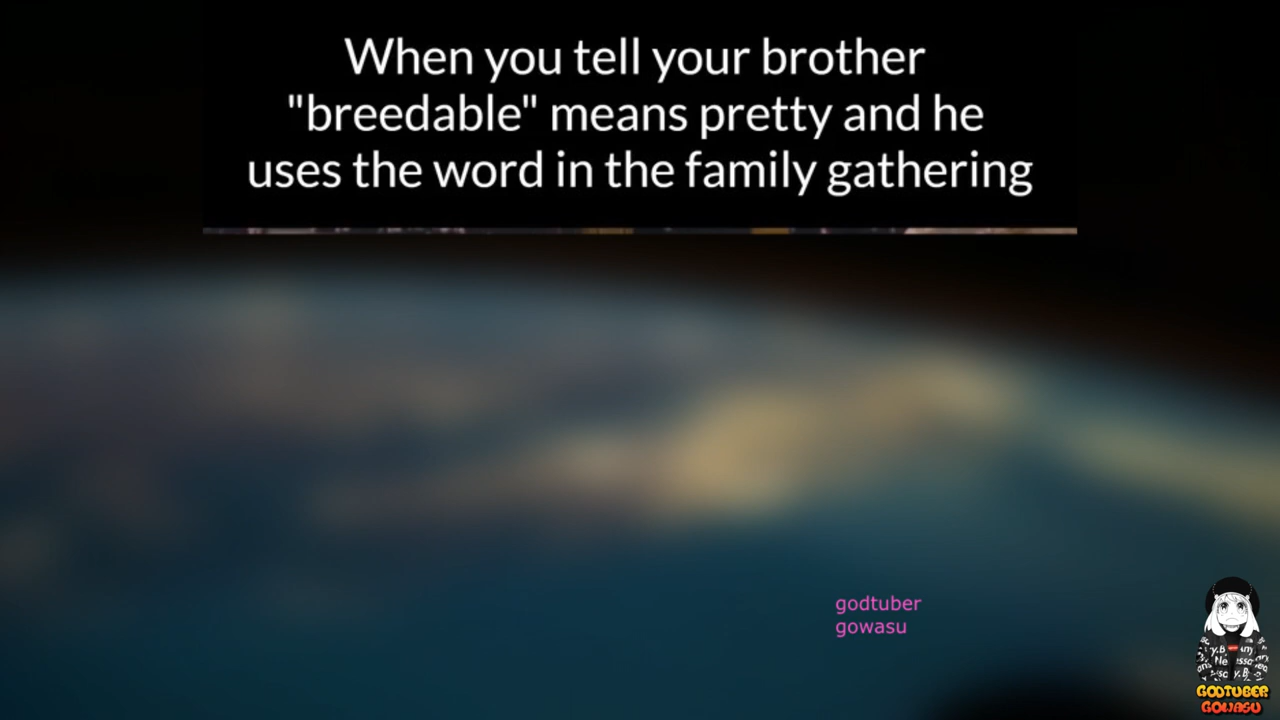 When you tell your brother
"breedable" means pretty and he
uses the word in the family gathering
godtuber
gowasu
GODTUBER
GOWASU